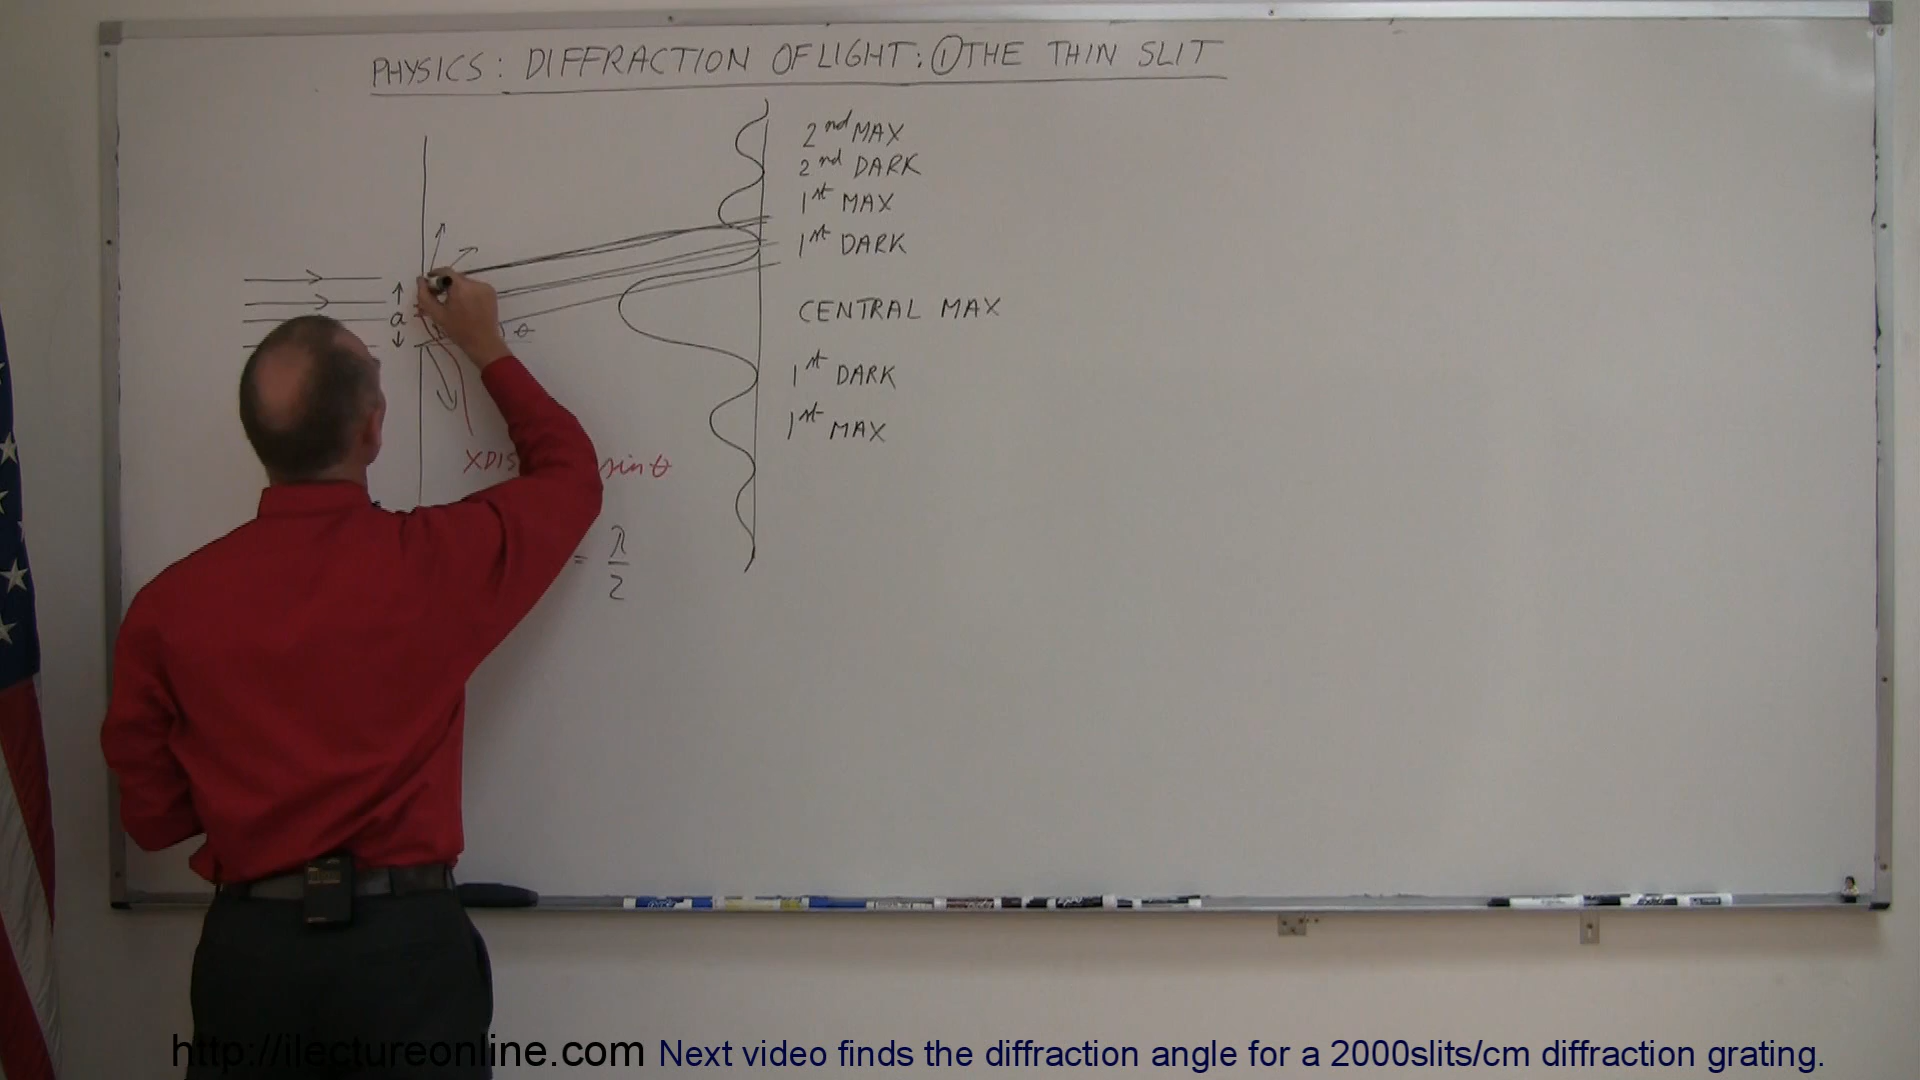 PHYSICS: DIFFRACTION OF LIGHT: ① THE THIN SLIT
2nd MAX
2nd DARK
1st MAX
1st DARK
a
θ
CENTRAL MAX
1st DARK
1st MAX
sin θ
= λ/2
http://ilectureonline.com Next video finds the diffraction angle for a 2000slits/cm diffraction grating.